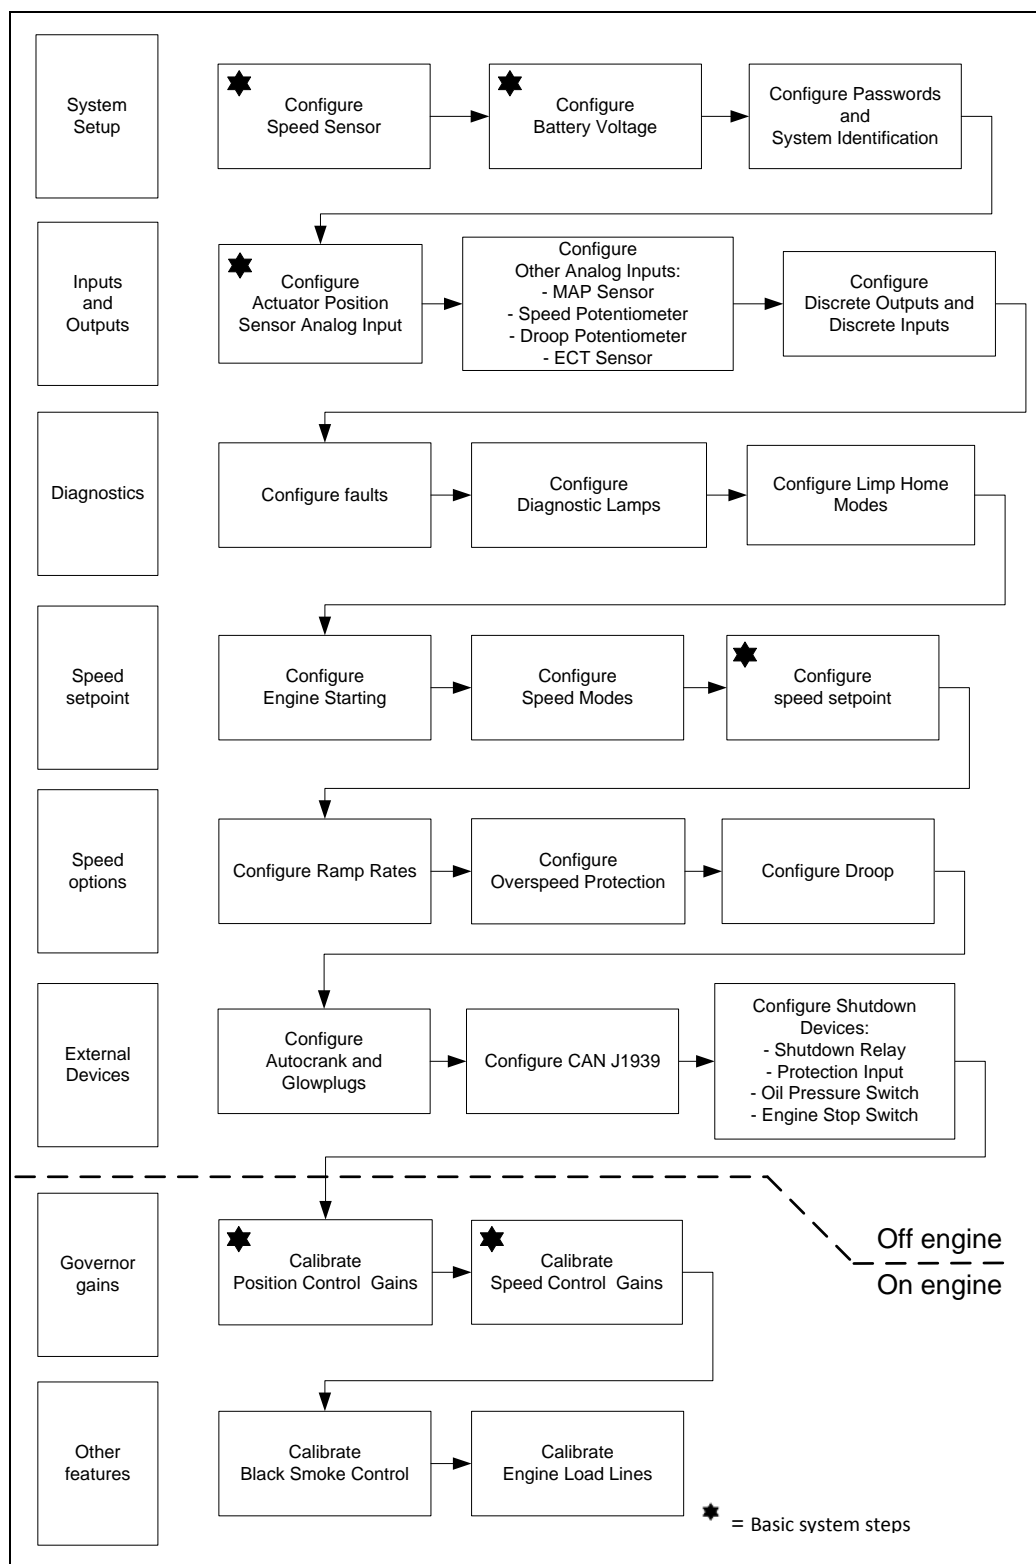 System
Setup
Configure
Speed Sensor
Configure
Battery Voltage
Configure Passwords
and
System Identification
Inputs
and
Outputs
Configure
Actuator Position
Sensor Analog Input
Configure
Other Analog Inputs:
- MAP Sensor
- Speed Potentiometer
- Droop Potentiometer
- ECT Sensor
Configure
Discrete Outputs and
Discrete Inputs
Diagnostics
Configure faults
Configure
Diagnostic Lamps
Configure Limp Home
Modes
Speed
setpoint
Configure
Engine Starting
Configure
Speed Modes
Configure
speed setpoint
Speed
options
Configure Ramp Rates
Configure
Overspeed Protection
Configure Droop
External
Devices
Configure
Autocrank and
Glowplugs
Configure CAN J1939
Configure Shutdown
Devices:
- Shutdown Relay
- Protection Input
- Oil Pressure Switch
- Engine Stop Switch
Governor
gains
Calibrate
Position Control Gains
Calibrate
Speed Control Gains
Off engine
On engine
Other
features
Calibrate
Black Smoke Control
Calibrate
Engine Load Lines
= Basic system steps